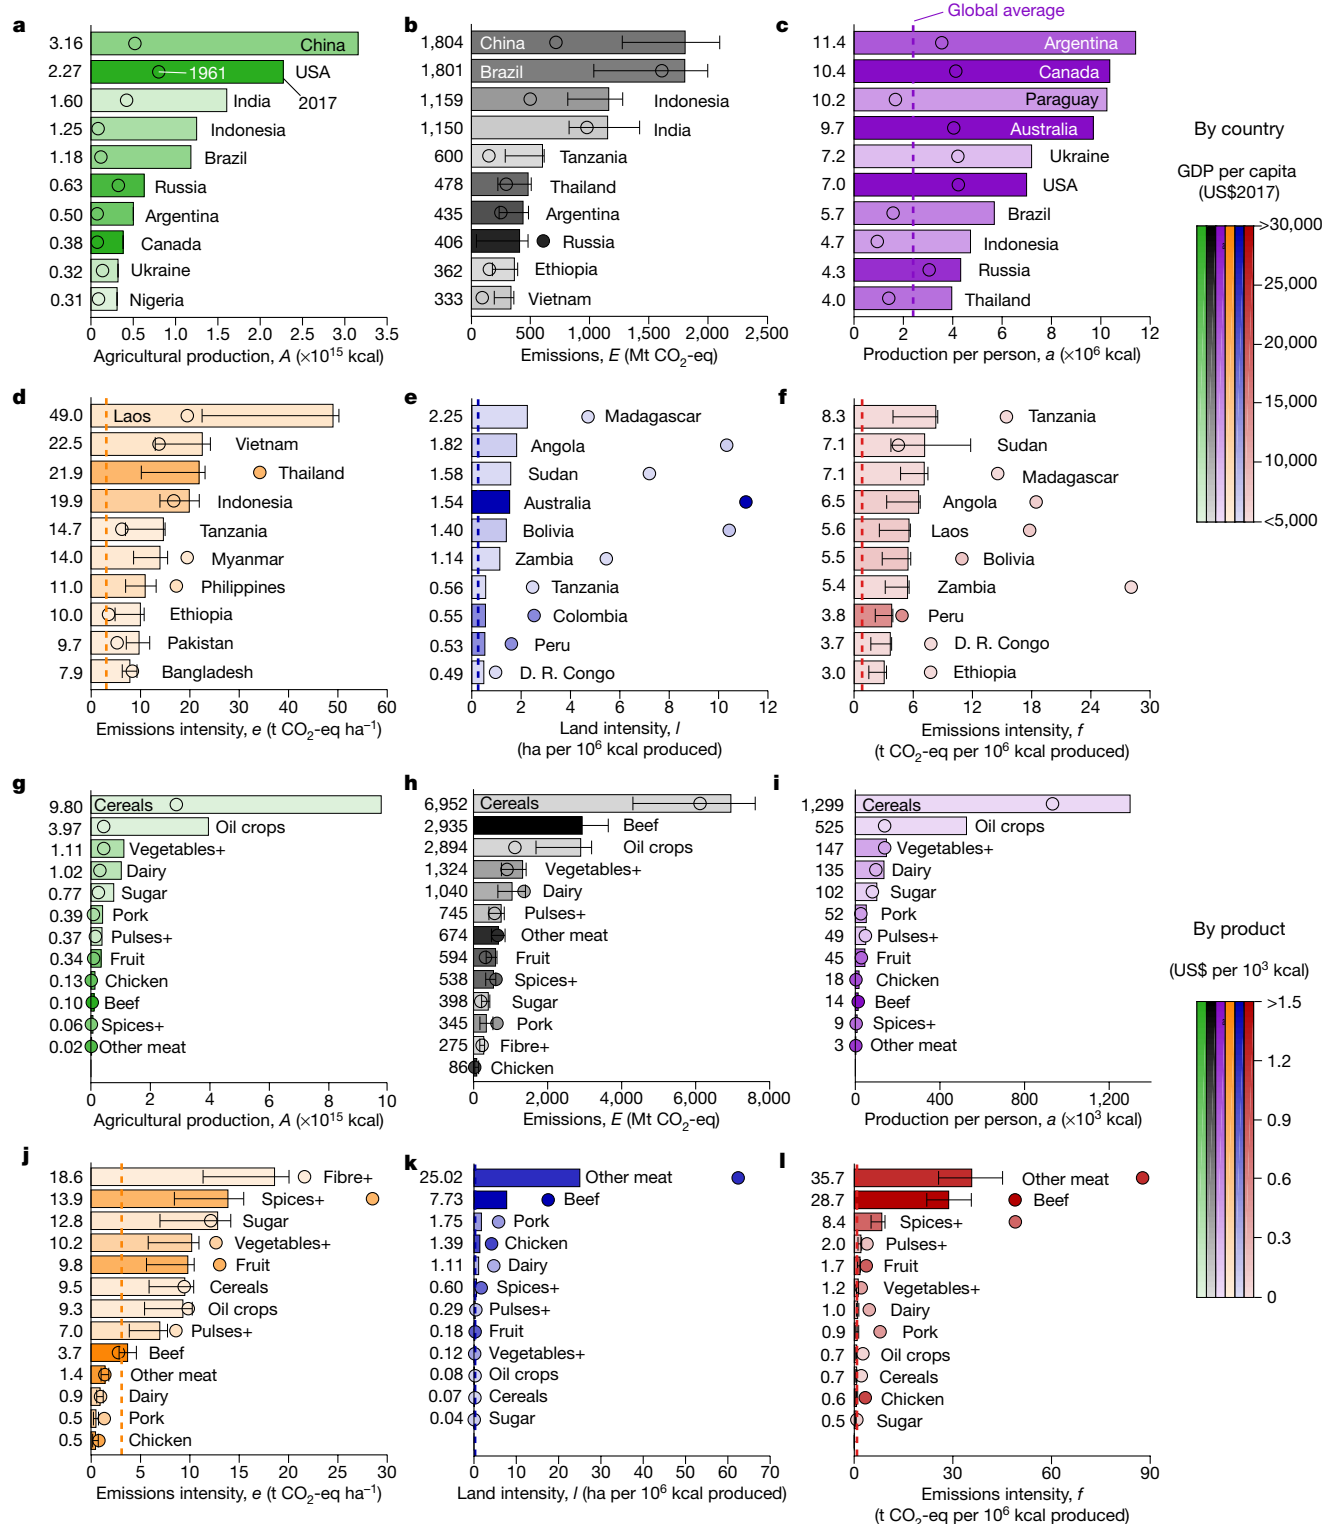 a
3.16 China
2.27 1961 USA
1.60 India 2017
1.25 Indonesia
1.18 Brazil
0.63 Russia
0.50 Argentina
0.38 Canada
0.32 Ukraine
0.31 Nigeria
0 0.5 1.0 1.5 2.0 2.5 3.0 3.5
Agricultural production, A (×10¹⁵ kcal)
b
1,804 China
1,801 Brazil
1,159 Indonesia
1,150 India
600 Tanzania
478 Thailand
435 Argentina
406 Russia
362 Ethiopia
333 Vietnam
0 500 1,000 1,500 2,000 2,500
Emissions, E (Mt CO₂-eq)
c
Global average
11.4 Argentina
10.4 Canada
10.2 Paraguay
9.7 Australia
7.2 Ukraine
7.0 USA
5.7 Brazil
4.7 Indonesia
4.3 Russia
4.0 Thailand
0 2 4 6 8 10 12
Production per person, a (×10⁶ kcal)
By country
GDP per capita
(US$2017)
>30,000
25,000
20,000
15,000
10,000
<5,000
d
49.0 Laos
22.5 Vietnam
21.9 Thailand
19.9 Indonesia
14.7 Tanzania
14.0 Myanmar
11.0 Philippines
10.0 Ethiopia
9.7 Pakistan
7.9 Bangladesh
0 10 20 30 40 50 60
Emissions intensity, e (t CO₂-eq ha⁻¹)
e
2.25 Madagascar
1.82 Angola
1.58 Sudan
1.54 Australia
1.40 Bolivia
1.14 Zambia
0.56 Tanzania
0.55 Colombia
0.53 Peru
0.49 D. R. Congo
0 2 4 6 8 10 12
Land intensity, l
(ha per 10⁶ kcal produced)
f
8.3 Tanzania
7.1 Sudan
7.1 Madagascar
6.5 Angola
5.6 Laos
5.5 Bolivia
5.4 Zambia
3.8 Peru
3.7 D. R. Congo
3.0 Ethiopia
0 6 12 18 24 30
Emissions intensity, f
(t CO₂-eq per 10⁶ kcal produced)
g
9.80 Cereals
3.97 Oil crops
1.11 Vegetables+
1.02 Dairy
0.77 Sugar
0.39 Pork
0.37 Pulses+
0.34 Fruit
0.13 Chicken
0.10 Beef
0.06 Spices+
0.02 Other meat
0 2 4 6 8 10
Agricultural production, A (×10¹⁵ kcal)
h
6,952 Cereals
2,935 Beef
2,894 Oil crops
1,324 Vegetables+
1,040 Dairy
745 Pulses+
674 Other meat
594 Fruit
538 Spices+
398 Sugar
345 Pork
275 Fibre+
86 Chicken
0 2,000 4,000 6,000 8,000
Emissions, E (Mt CO₂-eq)
i
1,299 Cereals
525 Oil crops
147 Vegetables+
135 Dairy
102 Sugar
52 Pork
49 Pulses+
45 Fruit
18 Chicken
14 Beef
9 Spices+
3 Other meat
0 400 800 1,200
Production per person, a (×10³ kcal)
By product
(US$ per 10³ kcal)
>1.5
1.2
0.9
0.6
0.3
0
j
18.6 Fibre+
13.9 Spices+
12.8 Sugar
10.2 Vegetables+
9.8 Fruit
9.5 Cereals
9.3 Oil crops
7.0 Pulses+
3.7 Beef
1.4 Other meat
0.9 Dairy
0.5 Pork
0.5 Chicken
0 5 10 15 20 25 30
Emissions intensity, e (t CO₂-eq ha⁻¹)
k
25.02 Other meat
7.73 Beef
1.75 Pork
1.39 Chicken
1.11 Dairy
0.60 Spices+
0.29 Pulses+
0.18 Fruit
0.12 Vegetables+
0.08 Oil crops
0.07 Cereals
0.04 Sugar
0 10 20 30 40 50 60 70
Land intensity, l (ha per 10⁶ kcal produced)
l
35.7 Other meat
28.7 Beef
8.4 Spices+
2.0 Pulses+
1.7 Fruit
1.2 Vegetables+
1.0 Dairy
0.9 Pork
0.7 Oil crops
0.7 Cereals
0.6 Chicken
0.5 Sugar
0 30 60 90
Emissions intensity, f
(t CO₂-eq per 10⁶ kcal produced)